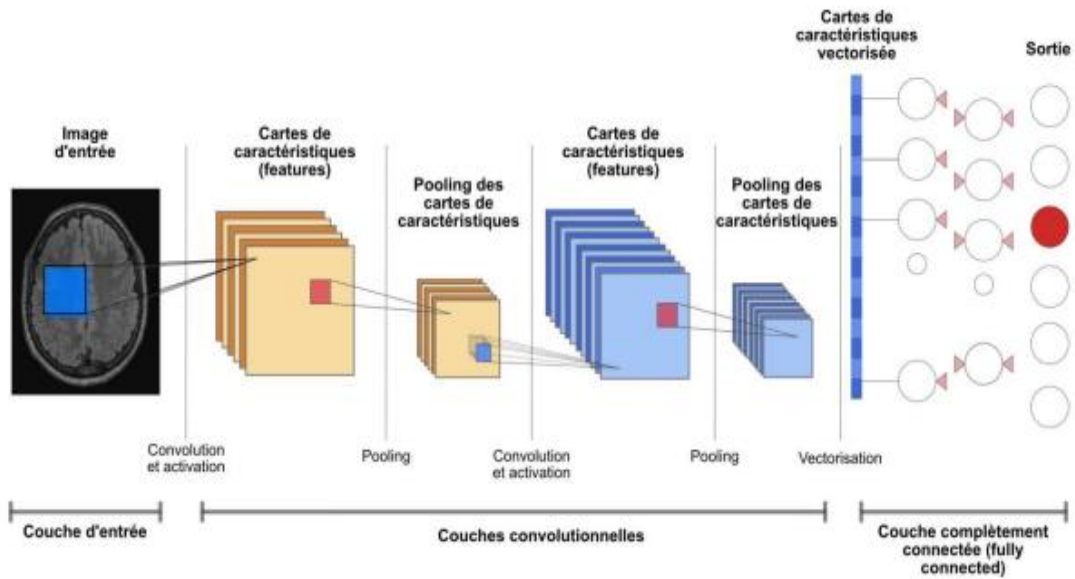 Cartes de
caractéristiques
vectorisée
Sortie
Image
d'entrée
Cartes de
caractéristiques
(features)
Pooling des
cartes de
caractéristiques
Cartes de
caractéristiques
(features)
Pooling des
cartes de
caractéristiques
Convolution
et activation
Pooling
Convolution
et activation
Pooling
Vectorisation
Couche d'entrée
Couches convolutionnelles
Couche complètement
connectée (fully
connected)